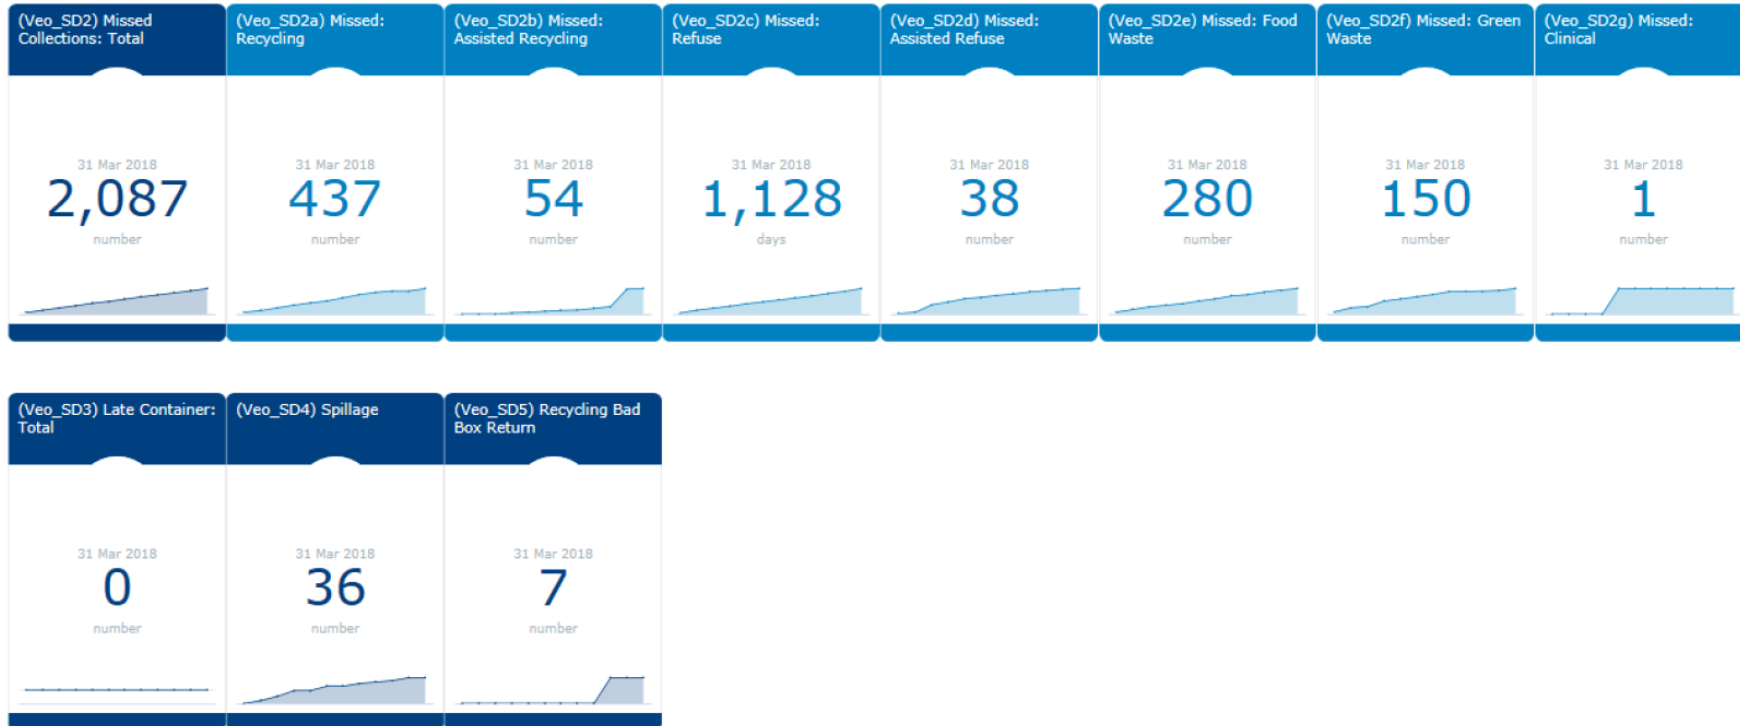 (Veo_SD2) Missed
Collections: Total
(Veo_SD2a) Missed:
Recycling
(Veo_SD2b) Missed:
Assisted Recycling
(Veo_SD2c) Missed:
Refuse
(Veo_SD2d) Missed:
Assisted Refuse
(Veo_SD2e) Missed: Food
Waste
(Veo_SD2f) Missed: Green
Waste
(Veo_SD2g) Missed:
Clinical
31 Mar 2018
2,087
number
31 Mar 2018
437
number
31 Mar 2018
54
number
31 Mar 2018
1,128
days
31 Mar 2018
38
number
31 Mar 2018
280
number
31 Mar 2018
150
number
31 Mar 2018
1
number
(Veo_SD3) Late Container:
Total
(Veo_SD4) Spillage
(Veo_SD5) Recycling Bad
Box Return
31 Mar 2018
0
number
31 Mar 2018
36
number
31 Mar 2018
7
number